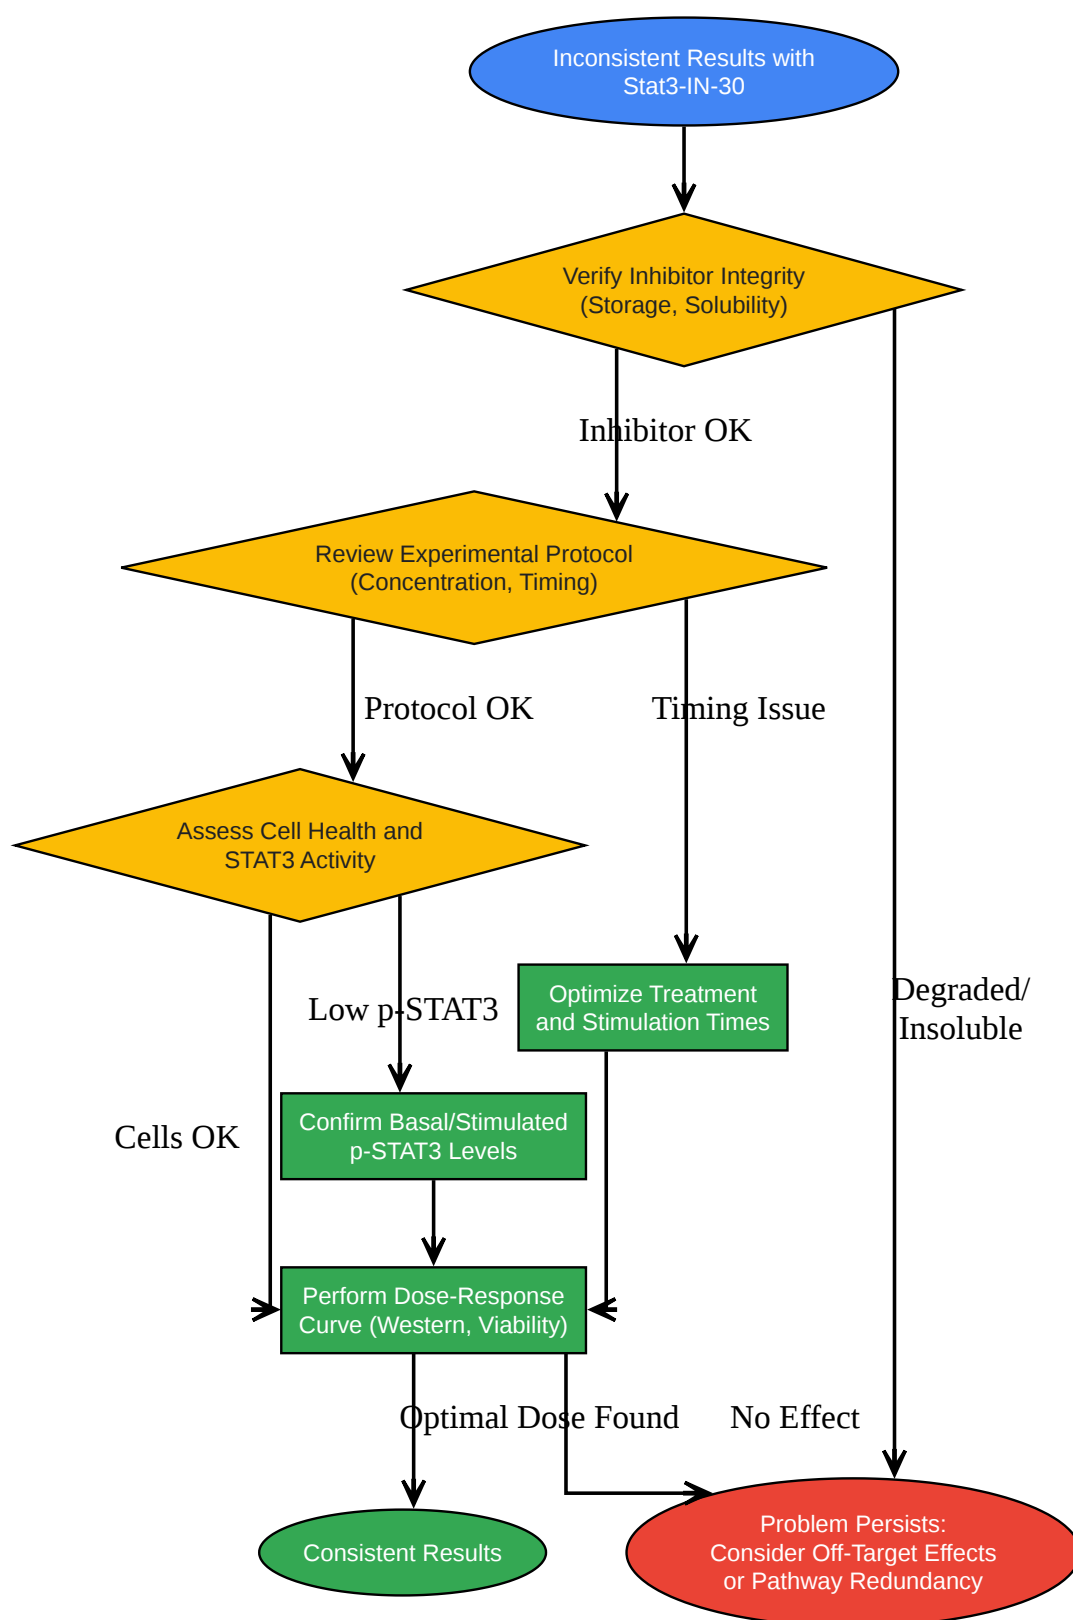 Inconsistent Results with
Stat3-IN-30
Verify Inhibitor Integrity
(Storage, Solubility)
Inhibitor OK
Review Experimental Protocol
(Concentration, Timing)
Protocol OK
Timing Issue
Assess Cell Health and
STAT3 Activity
Low p-STAT3
Optimize Treatment
and Stimulation Times
Degraded/
Insoluble
Confirm Basal/Stimulated
p-STAT3 Levels
Cells OK
Perform Dose-Response
Curve (Western, Viability)
Optimal Dose Found
No Effect
Consistent Results
Problem Persists:
Consider Off-Target Effects
or Pathway Redundancy